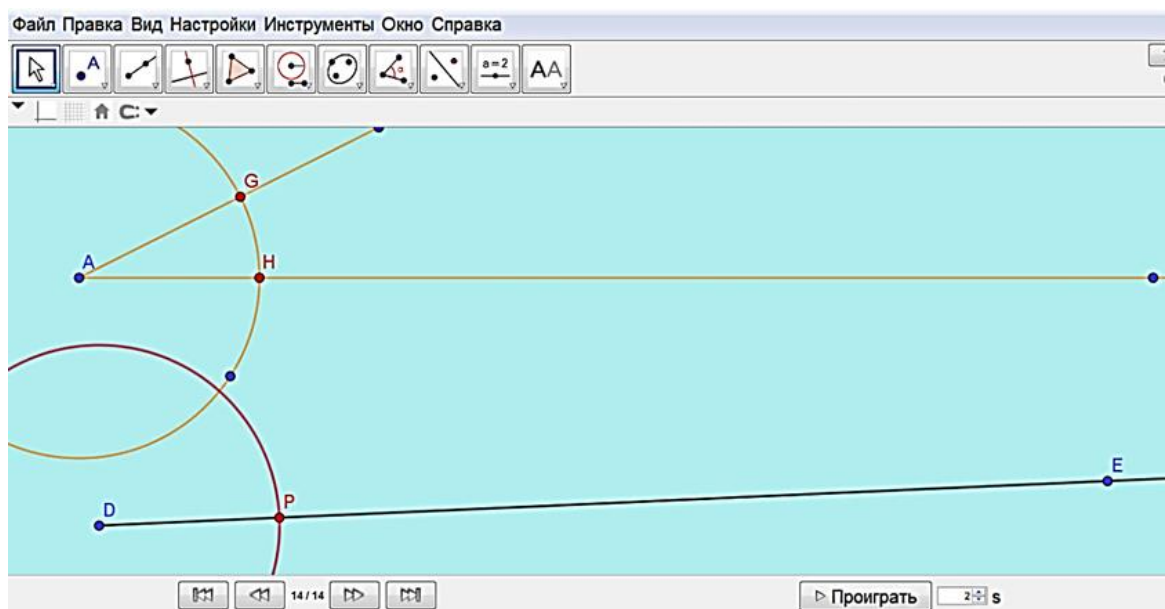 Файл Правка Вид Настройки Инструменты Окно Справка
A a=2 AA
G
A H
E
D P
14 / 14 Проиграть 2 s